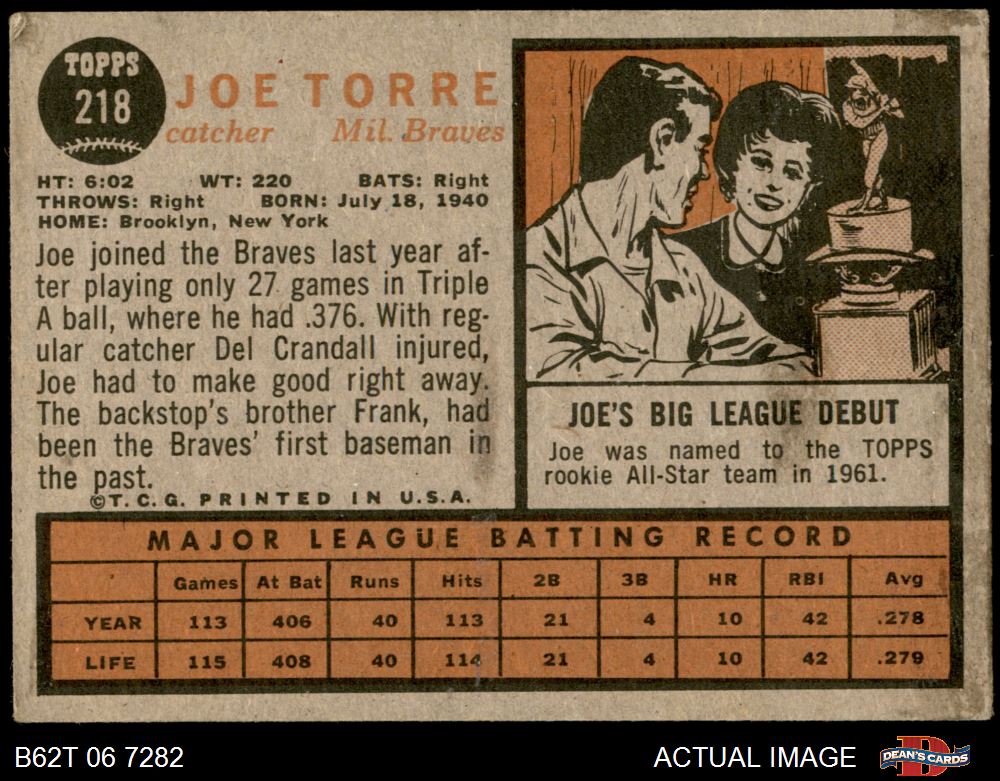 TOPPS
218
JOE TORRE
catcher Mil. Braves
HT: 6:02 WT: 220 BATS: Right
THROWS: Right BORN: July 18, 1940
HOME: Brooklyn, New York
Joe joined the Braves last year af-
ter playing only 27 games in Triple
A ball, where he had .376. With reg-
ular catcher Del Crandall injured,
Joe had to make good right away.
The backstop's brother Frank, had
been the Braves' first baseman in
the past.
©T.C.G. PRINTED IN U.S.A.
JOE'S BIG LEAGUE DEBUT
Joe was named to the TOPPS
rookie All-Star team in 1961.
MAJOR LEAGUE BATTING RECORD
Games At Bat Runs Hits 2B 3B HR RBI Avg
YEAR 113 406 40 113 21 4 10 42 .278
LIFE 115 408 40 114 21 4 10 42 .279
B62T 06 7282 ACTUAL IMAGE DEAN'S CARDS